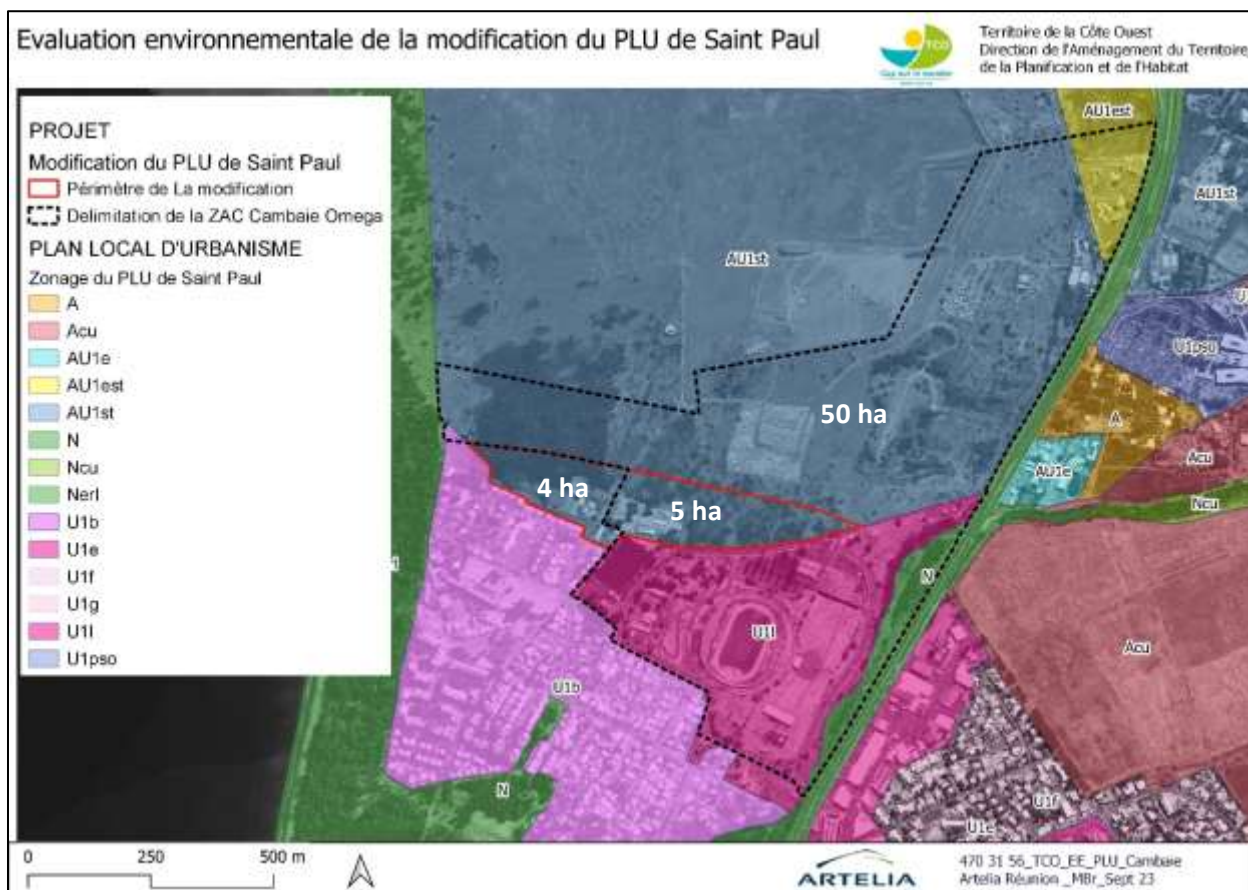 Evaluation environnementale de la modification du PLU de Saint Paul
TCO
Territoire de la Côte Ouest
Direction de l'Aménagement du Territoire,
de la Planification et de l'Habitat
PROJET
Modification du PLU de Saint Paul
Périmètre de La modification
Delimitation de la ZAC Cambaie Omega
PLAN LOCAL D'URBANISME
Zonage du PLU de Saint Paul
A
Acu
AU1e
AU1est
AU1st
N
Ncu
Nerl
U1b
U1e
U1f
U1g
U1l
U1pso
AU1est
AU1st
AU1st
U1pso
50 ha
A
Acu
AU1e
4 ha
5 ha
Ncu
N
U1l
Acu
U1b
N
U1f
U1e
0 250 500 m
ARTELIA
470 31 56_TCO_EE_PLU_Cambaie
Artelia Réunion _MBr_Sept 23